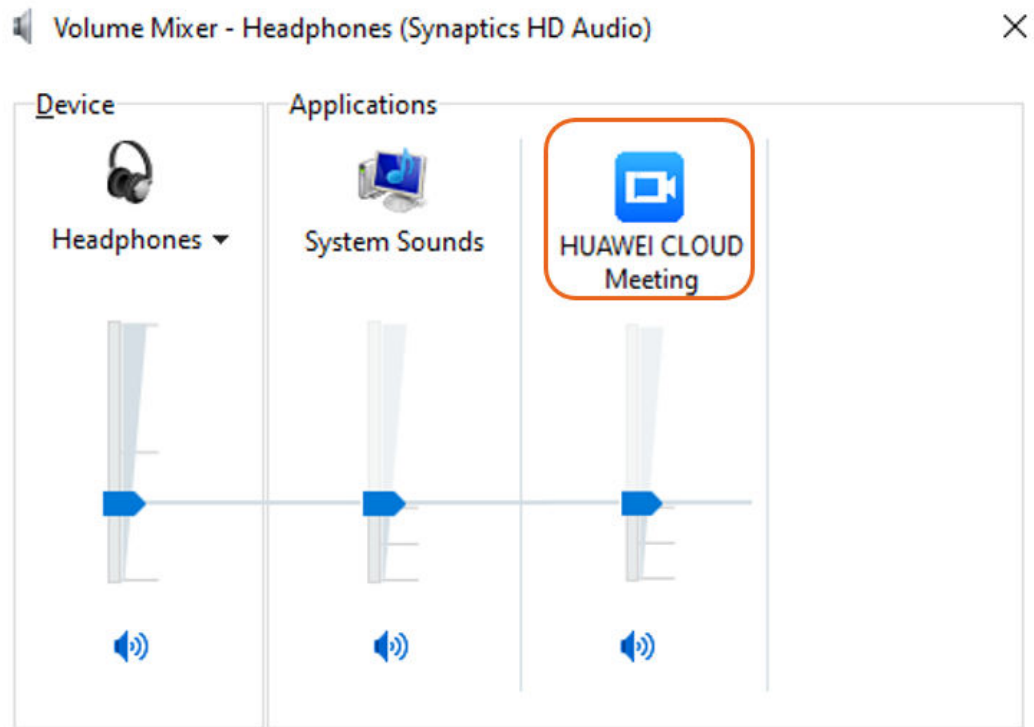 Volume Mixer - Headphones (Synaptics HD Audio)
Device
Applications
Headphones
System Sounds
HUAWEI CLOUD
Meeting